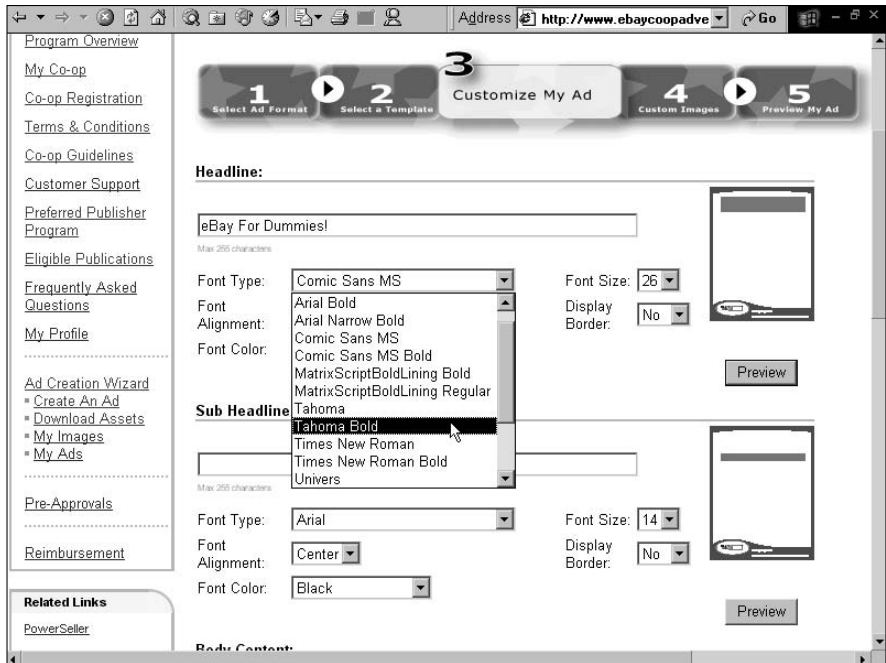 Address http://www.ebaycoopadve Go
Program Overview
My Co-op
Co-op Registration
Terms & Conditions
Co-op Guidelines
Customer Support
Preferred Publisher
Program
Eligible Publications
Frequently Asked
Questions
My Profile
Ad Creation Wizard
Create An Ad
Download Assets
My Images
My Ads
Pre-Approvals
Reimbursement
Related Links
PowerSeller
1 Select Ad Format
2 Select a Template
3 Customize My Ad
4 Custom Images
5 Preview My Ad
Headline:
eBay For Dummies!
Max 255 characters
Font Type: Comic Sans MS Font Size: 26
Font
Alignment:
Display
Border: No
Font Color:
Arial Bold
Arial Narrow Bold
Comic Sans MS
Comic Sans MS Bold
MatrixScriptBoldLining Bold
MatrixScriptBoldLining Regular
Tahoma
Tahoma Bold
Times New Roman
Times New Roman Bold
Univers
Preview
Sub Headline
Max 255 characters
Font Type: Arial Font Size: 14
Font
Alignment: Center
Display
Border: No
Font Color: Black
Preview
Body Content: